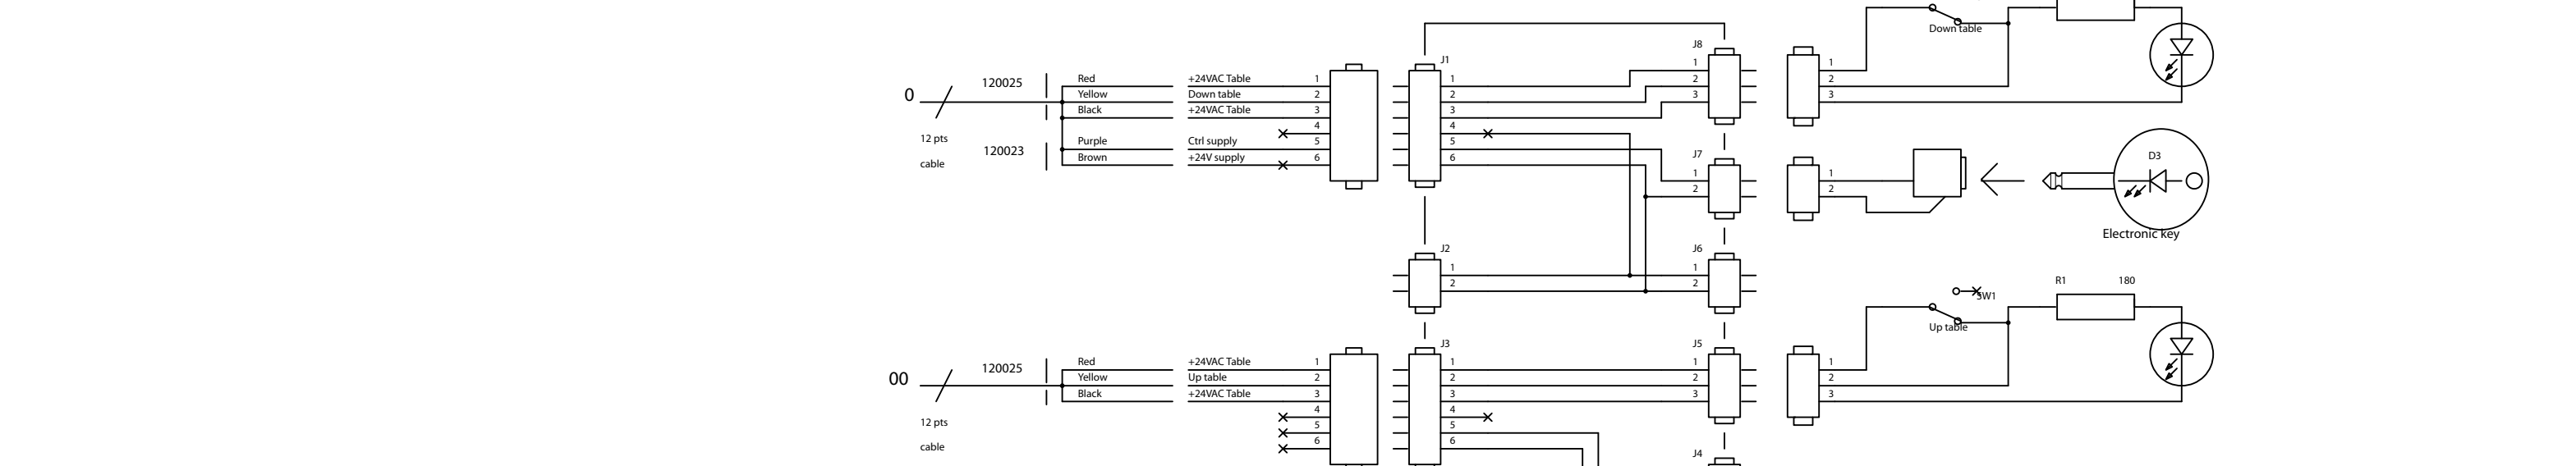 Down table
J8
J1
120025
0
12 pts
cable
120023
Red +24VAC Table 1
Yellow Down table 2
Black +24VAC Table 3
4
Purple Ctrl supply 5
Brown +24V supply 6
1
2
3
4
5
6
1
2
3
1
2
3
J7
1
2
1
2
D3
Electronic key
J2
1
2
J6
1
2
R1 180
SW1
Up table
J3
J5
120025
00
12 pts
cable
Red +24VAC Table 1
Yellow Up table 2
Black +24VAC Table 3
4
5
6
1
2
3
4
5
6
1
2
3
1
2
3
J4